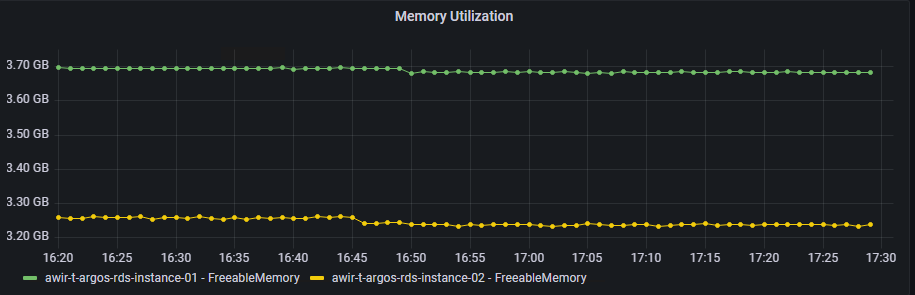 Memory Utilization
3.70 GB
3.60 GB
3.50 GB
3.40 GB
3.30 GB
3.20 GB
16:20 16:25 16:30 16:35 16:40 16:45 16:50 16:55 17:00 17:05 17:10 17:15 17:20 17:25 17:30
awir-t-argos-rds-instance-01 - FreeableMemory awir-t-argos-rds-instance-02 - FreeableMemory